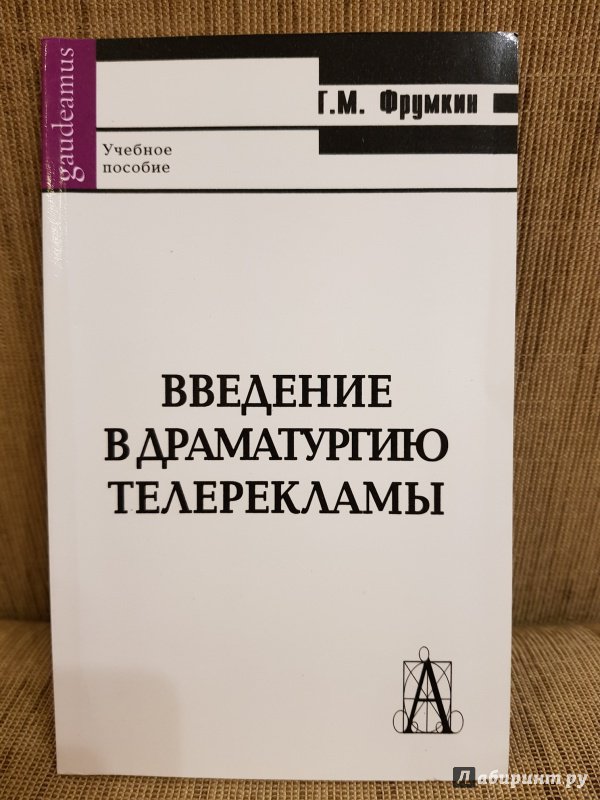 gaudeamus
Г.М. Фрумкин
Учебное
пособие
ВВЕДЕНИЕ
В ДРАМАТУРГИЮ
ТЕЛЕРЕКЛАМЫ
А
Лабиринт.ру